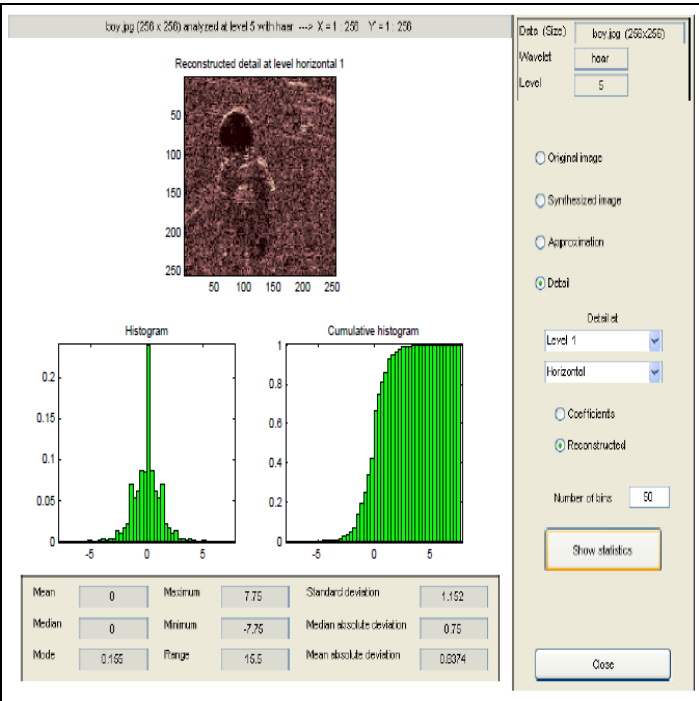 boy.jpg (256 x 256) analyzed at level 5 with haar ---> X = 1 : 256 Y = 1 : 256
Reconstructed detail at level horizontal 1
50
100
150
200
250
50 100 150 200 250
Histogram
0.2
0.15
0.1
0.05
0
-5 0 5
Cumulative histogram
1
0.8
0.6
0.4
0.2
0
-5 0 5
Mean 0 Maximum 7.75 Standard deviation 1.152
Median 0 Minimum -7.75 Median absolute deviation 0.75
Mode 0.155 Range 15.5 Mean absolute deviation 0.8374
Data (Size) boy.jpg (256x256)
Wavelet haar
Level 5
Original image
Synthesized image
Approximation
Detail
Detail at
Level 1
Horizontal
Coefficients
Reconstructed
Number of bins 50
Show statistics
Close